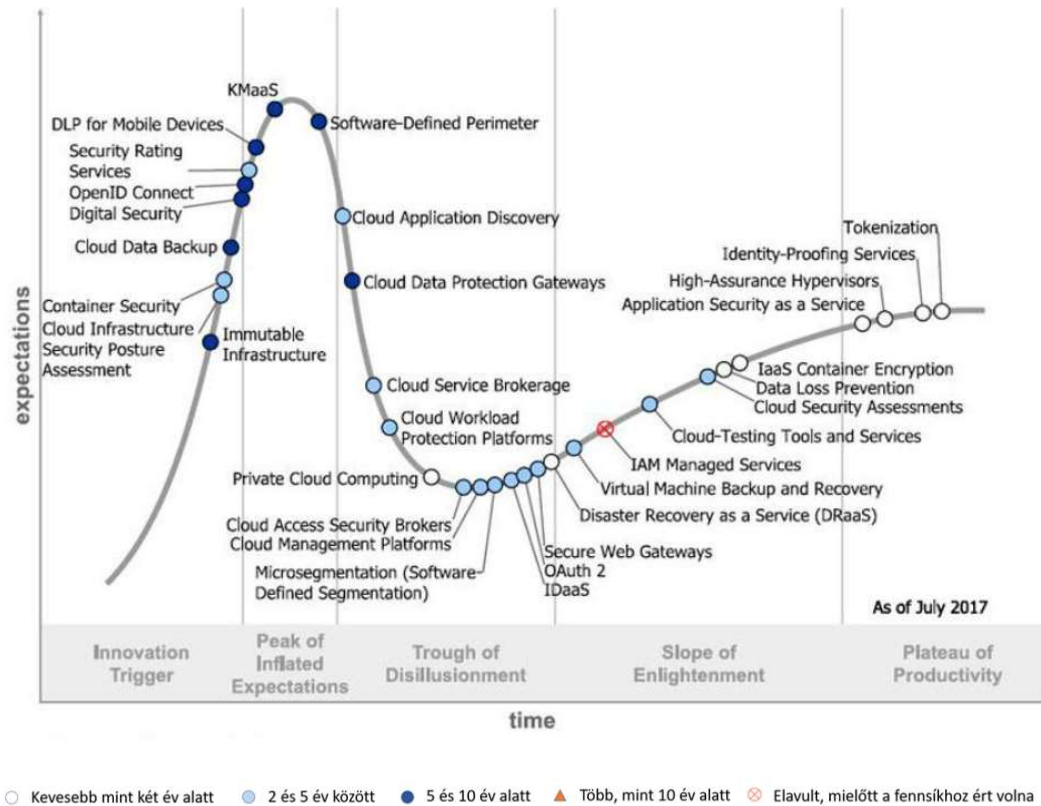 KMaaS
DLP for Mobile Devices
Software-Defined Perimeter
Security Rating
Services
OpenID Connect
Digital Security
Cloud Application Discovery
Cloud Data Backup
Cloud Data Protection Gateways
Container Security
Cloud Infrastructure
Security Posture
Assessment
Immutable
Infrastructure
Cloud Service Brokerage
Cloud Workload
Protection Platforms
Private Cloud Computing
Cloud Access Security Brokers
Cloud Management Platforms
Microsegmentation (Software-
Defined Segmentation)
Secure Web Gateways
OAuth 2
IDaaS
Disaster Recovery as a Service (DRaaS)
Virtual Machine Backup and Recovery
IAM Managed Services
Cloud-Testing Tools and Services
Cloud Security Assessments
Data Loss Prevention
IaaS Container Encryption
Tokenization
Identity-Proofing Services
High-Assurance Hypervisors
Application Security as a Service
As of July 2017
expectations
Innovation
Trigger
Peak of
Inflated
Expectations
Trough of
Disillusionment
Slope of
Enlightenment
Plateau of
Productivity
time
Kevesebb mint két év alatt
2 és 5 év között
5 és 10 év alatt
Több, mint 10 év alatt
Elavult, mielőtt a fennsíkhoz ért volna